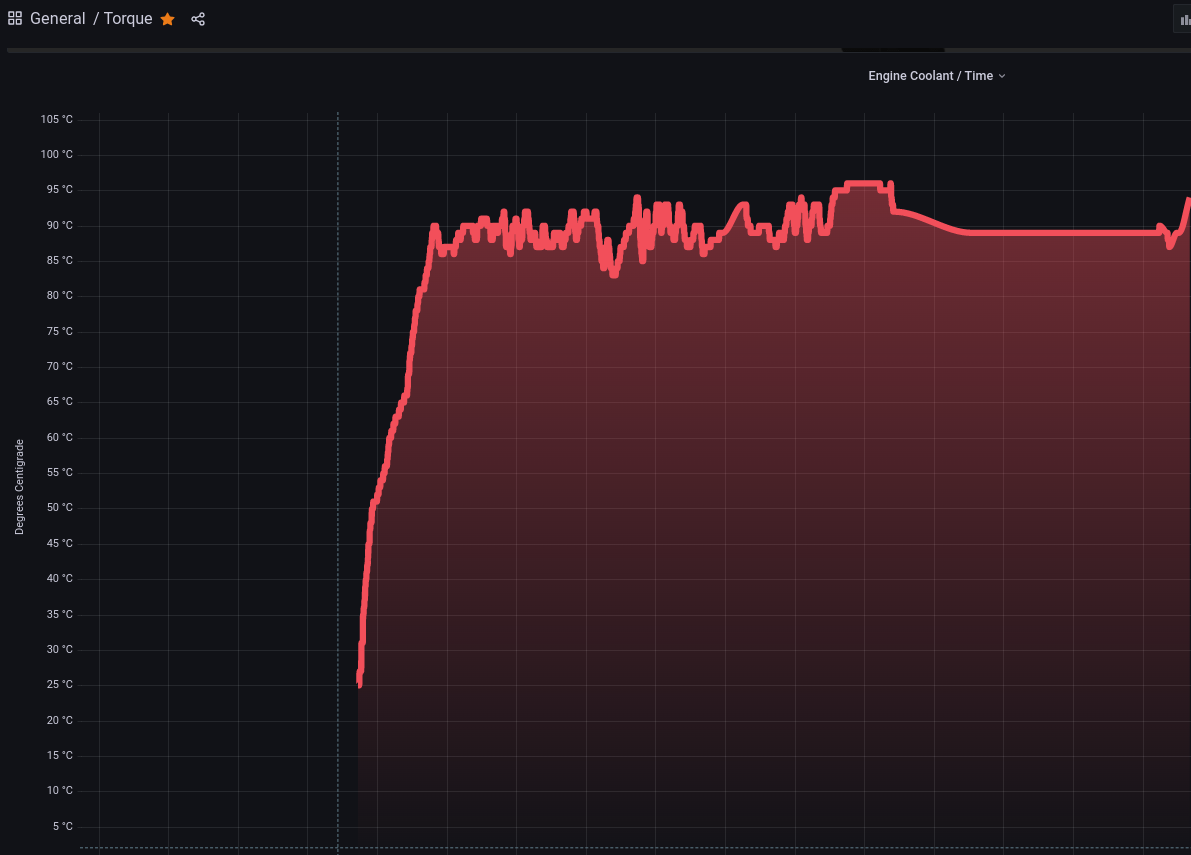 General / Torque
Engine Coolant / Time
105 °C
100 °C
95 °C
90 °C
85 °C
80 °C
75 °C
70 °C
65 °C
60 °C
55 °C
50 °C
45 °C
40 °C
35 °C
30 °C
25 °C
20 °C
15 °C
10 °C
5 °C
Degrees Centigrade